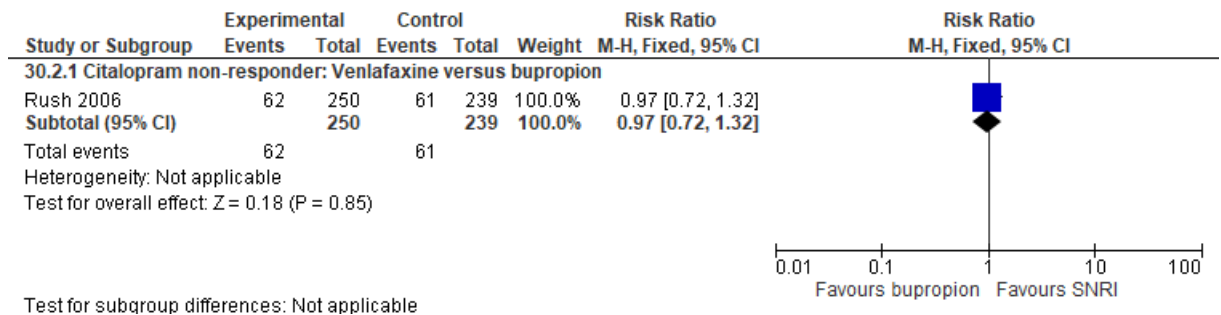 Experimental Control Risk Ratio Risk Ratio
Study or Subgroup Events Total Events Total Weight M-H, Fixed, 95% CI M-H, Fixed, 95% CI
30.2.1 Citalopram non-responder: Venlafaxine versus bupropion
Rush 2006 62 250 61 239 100.0% 0.97 [0.72, 1.32]
Subtotal (95% CI) 250 239 100.0% 0.97 [0.72, 1.32]
Total events 62 61
Heterogeneity: Not applicable
Test for overall effect: Z = 0.18 (P = 0.85)
0.01 0.1 1 10 100
Favours bupropion Favours SNRI
Test for subgroup differences: Not applicable